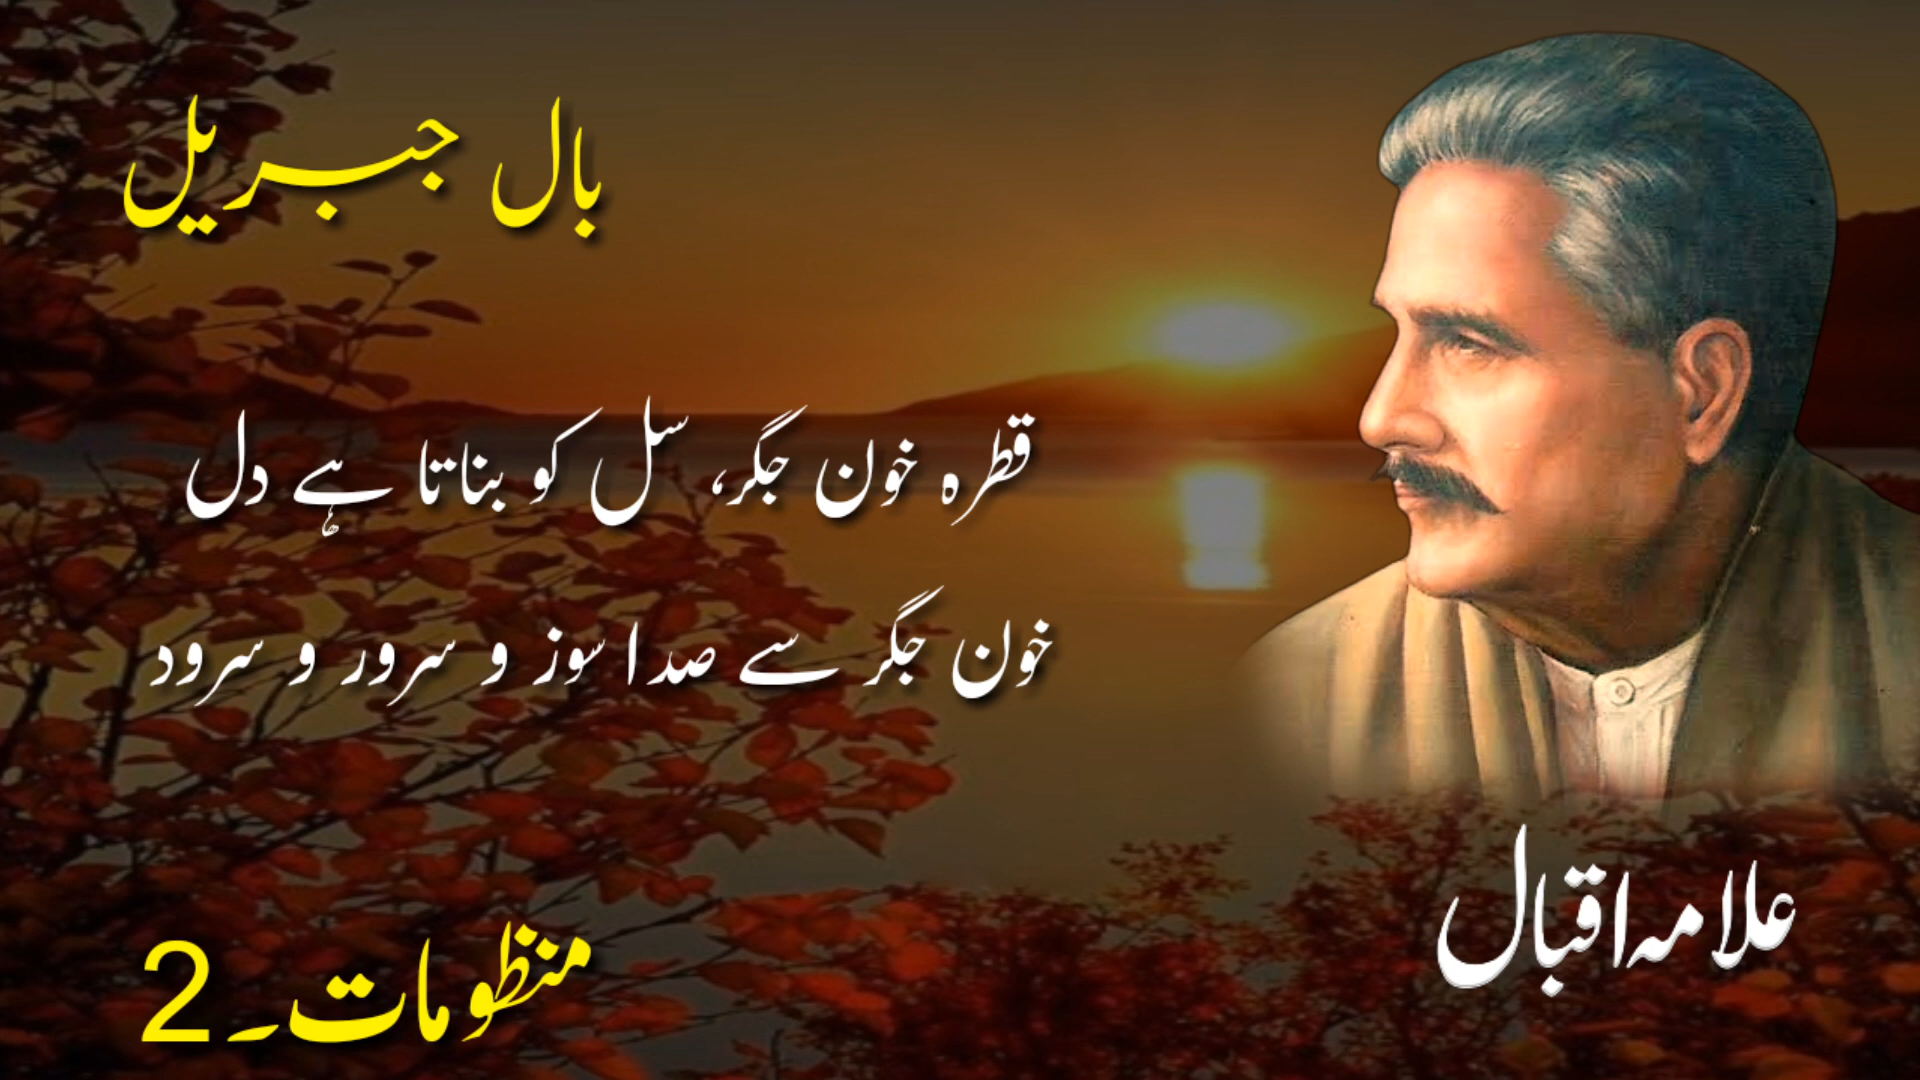 بال جبریل
قطرہ خون جگر، سل کو بناتا ہے دل
خون جگر سے صدا سوز و سرور و سرود
علامہ اقبال
منظومات۔2